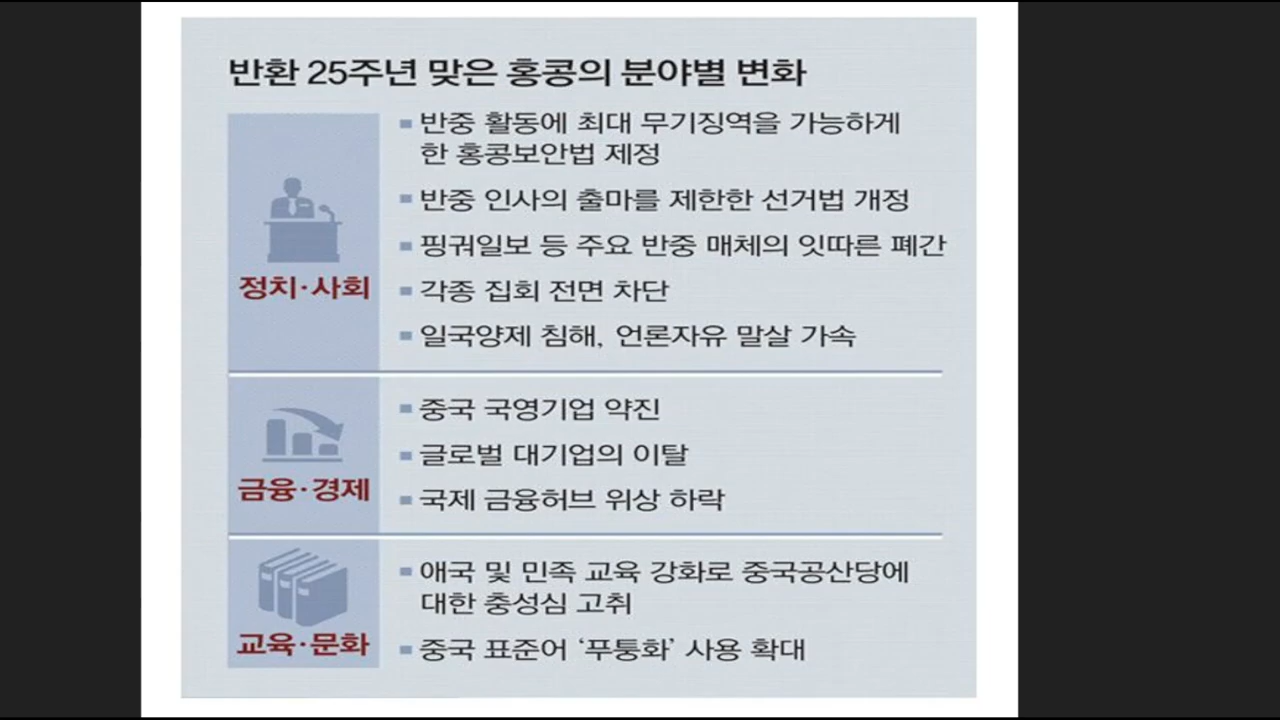 반환 25주년 맞은 홍콩의 분야별 변화
정치·사회
반중 활동에 최대 무기징역을 가능하게
한 홍콩보안법 제정
반중 인사의 출마를 제한한 선거법 개정
핑궈일보 등 주요 반중 매체의 잇따른 폐간
각종 집회 전면 차단
일국양제 침해, 언론자유 말살 가속
금융·경제
중국 국영기업 약진
글로벌 대기업의 이탈
국제 금융허브 위상 하락
교육·문화
애국 및 민족 교육 강화로 중국공산당에
대한 충성심 고취
중국 표준어 ‘푸퉁화’ 사용 확대